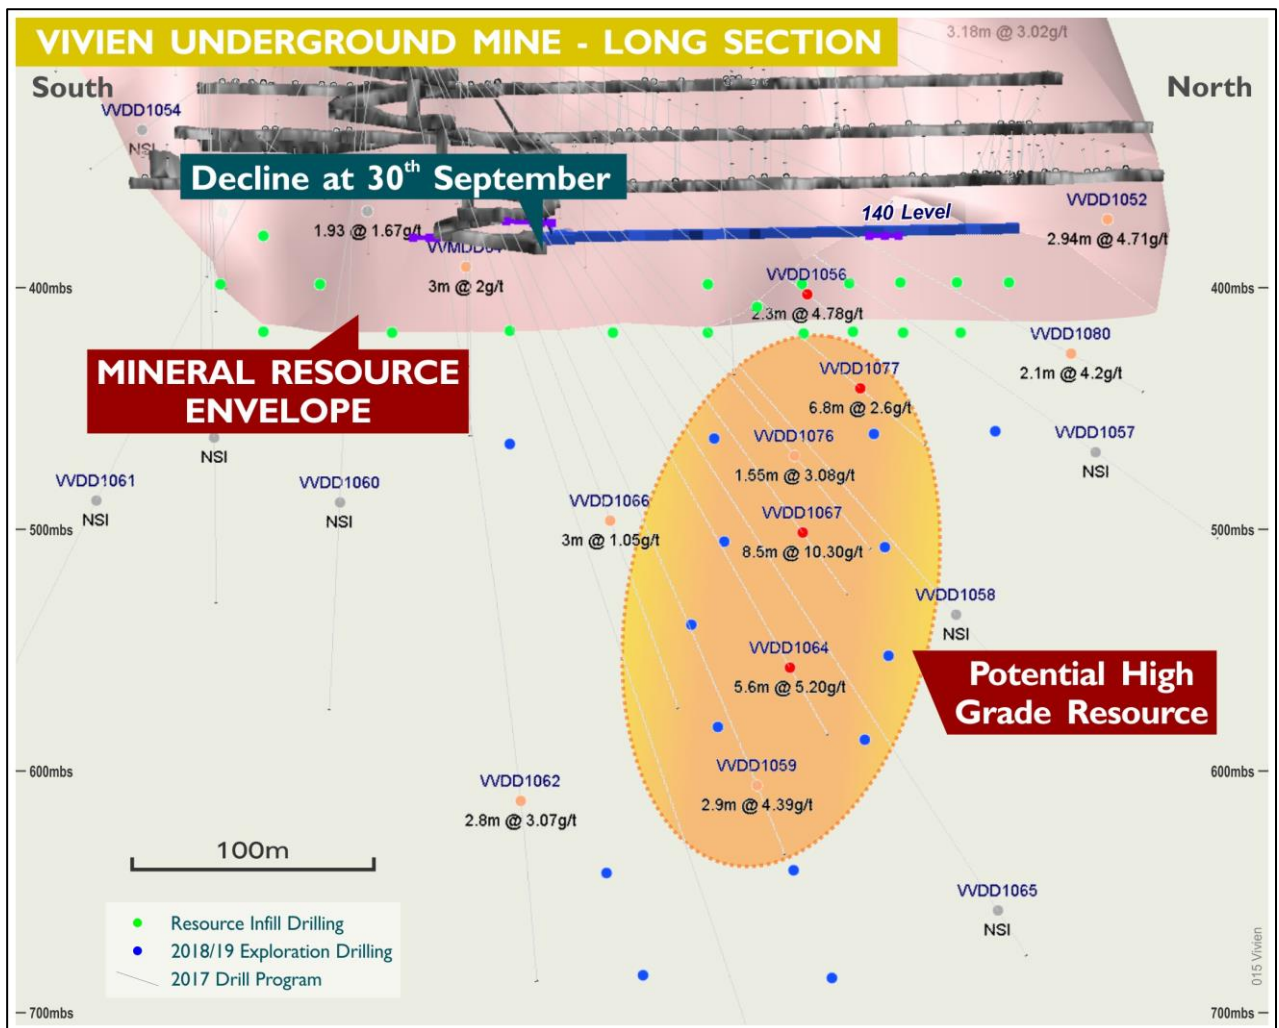 3.18m @ 3.02g/t
VIVIEN UNDERGROUND MINE - LONG SECTION
South
North
VVDD1054
NSI
Decline at 30th September
140 Level
VVDD1052
2.94m @ 4.71g/t
1.93 @ 1.67g/t
3m @ 2g/t
VVDD1056
2.3m @ 4.78g/t
400mbs
400mbs
MINERAL RESOURCE
ENVELOPE
VVDD1080
2.1m @ 4.2g/t
VVDD1077
6.8m @ 2.6g/t
VVDD1076
1.55m @ 3.08g/t
VVDD1057
NSI
NSI
VVDD1061
NSI
VVDD1060
NSI
VVDD1066
3m @ 1.05g/t
VVDD1067
8.5m @ 10.30g/t
500mbs
500mbs
VVDD1058
NSI
VVDD1064
5.6m @ 5.20g/t
Potential High
Grade Resource
VVDD1059
2.9m @ 4.39g/t
600mbs
600mbs
VVDD1062
2.8m @ 3.07g/t
100m
VVDD1065
NSI
Resource Infill Drilling
2018/19 Exploration Drilling
2017 Drill Program
015 Vivien
700mbs
700mbs